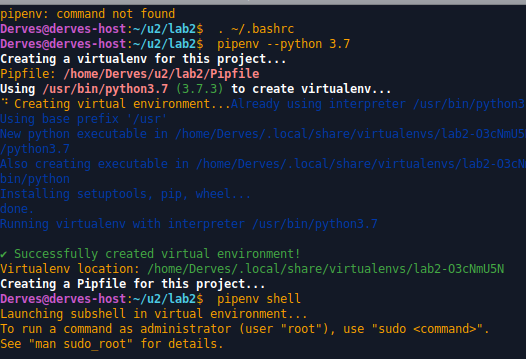 pipenv: command not found
Derves@derves-host:~/u2/lab2$  . ~/.bashrc
Derves@derves-host:~/u2/lab2$  pipenv --python 3.7
Creating a virtualenv for this project...
Pipfile: /home/Derves/u2/lab2/Pipfile
Using /usr/bin/python3.7 (3.7.3) to create virtualenv...
⠙ Creating virtual environment...Already using interpreter /usr/bin/python3
Using base prefix '/usr'
New python executable in /home/Derves/.local/share/virtualenvs/lab2-O3cNmU5
/python3.7
Also creating executable in /home/Derves/.local/share/virtualenvs/lab2-O3cN
bin/python
Installing setuptools, pip, wheel...
done.
Running virtualenv with interpreter /usr/bin/python3.7
✔ Successfully created virtual environment!
Virtualenv location: /home/Derves/.local/share/virtualenvs/lab2-O3cNmU5N
Creating a Pipfile for this project...
Derves@derves-host:~/u2/lab2$  pipenv shell
Launching subshell in virtual environment...
To run a command as administrator (user "root"), use "sudo <command>".
See "man sudo_root" for details.